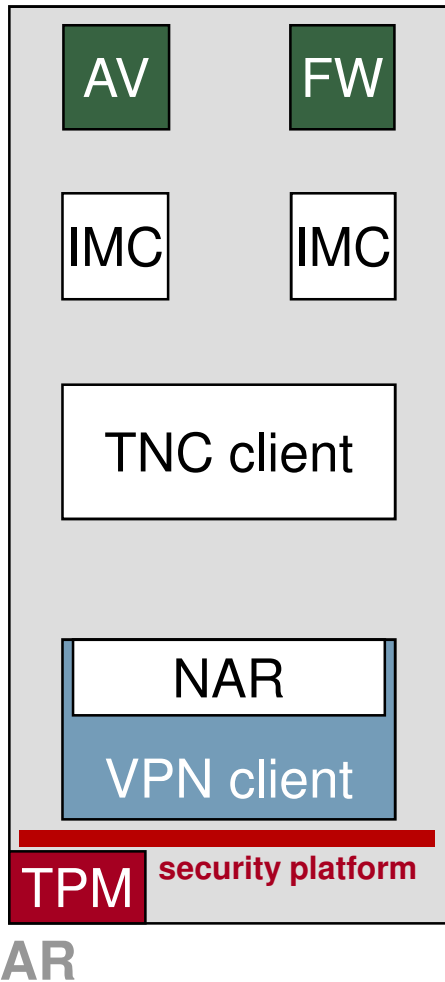 AV FW
IMC IMC
TNC client
NAR
VPN client
security platform
TPM
AR